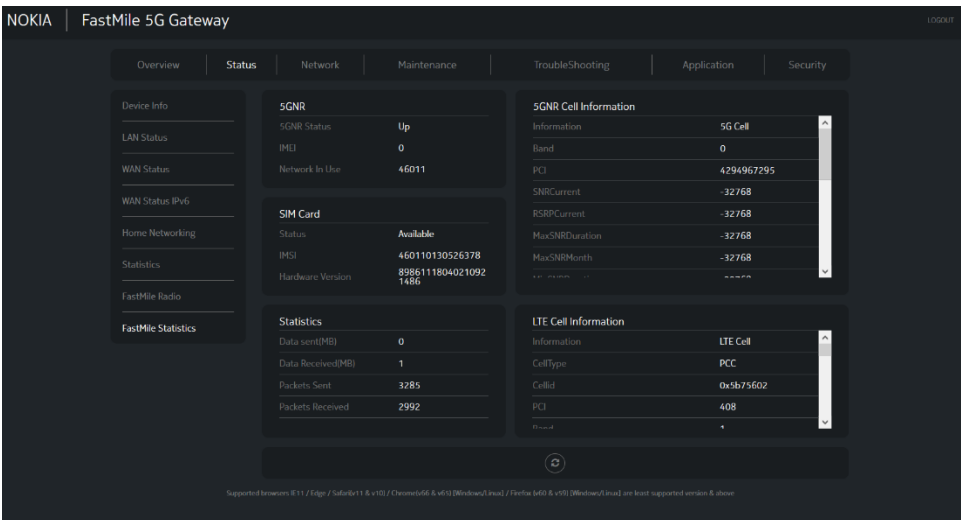 NOKIA FastMile 5G Gateway LOGOUT
Overview Status Network Maintenance TroubleShooting Application Security
Device Info
LAN Status
WAN Status
WAN Status IPv6
Home Networking
Statistics
FastMile Radio
FastMile Statistics
5GNR
5GNR Status Up
IMEI 0
Network In Use 46011
SIM Card
Status Available
IMSI 460110130526378
Hardware Version 8986111804021092
1486
Statistics
Data sent(MB) 0
Data Received(MB) 1
Packets Sent 3285
Packets Received 2992
5GNR Cell Information
Information 5G Cell
Band 0
PCI 4294967295
SNRCurrent -32768
RSRPCurrent -32768
MaxSNRDuration -32768
MaxSNRMonth -32768
LTE Cell Information
Information LTE Cell
CellType PCC
Cellid 0x5b75602
PCI 408
Band 1
Supported browsers IE11 / Edge / Safari(v11 & v10) / Chrome(v66 & v65) [Windows/Linux] / Firefox (v60 & v59) [Windows/Linux] are least supported version & above